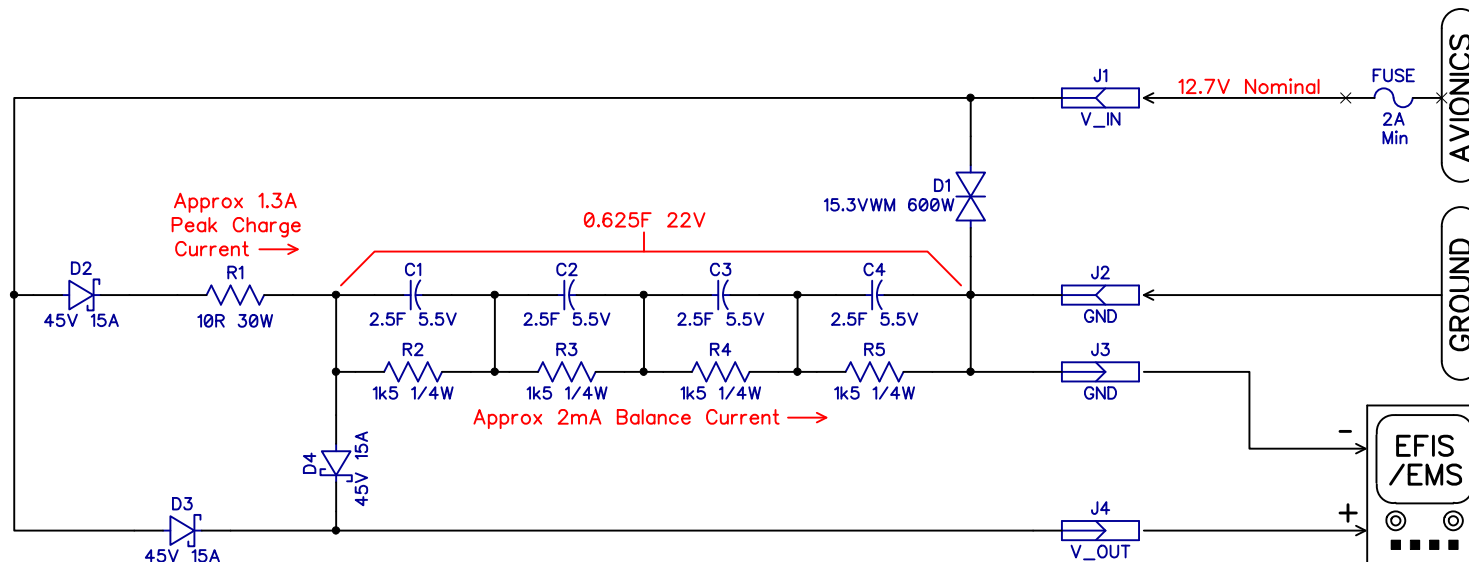 J1
V_IN
12.7V Nominal
FUSE
2A
Min
AVIONICS
D1
15.3VWM 600W
Approx 1.3A
Peak Charge
Current
0.625F 22V
D2
45V 15A
R1
10R 30W
C1
2.5F 5.5V
C2
2.5F 5.5V
C3
2.5F 5.5V
C4
2.5F 5.5V
J2
GND
GROUND
R2
1k5 1/4W
R3
1k5 1/4W
R4
1k5 1/4W
R5
1k5 1/4W
J3
GND
Approx 2mA Balance Current
D4
45V 15A
D3
45V 15A
J4
V_OUT
-
+
EFIS
/EMS